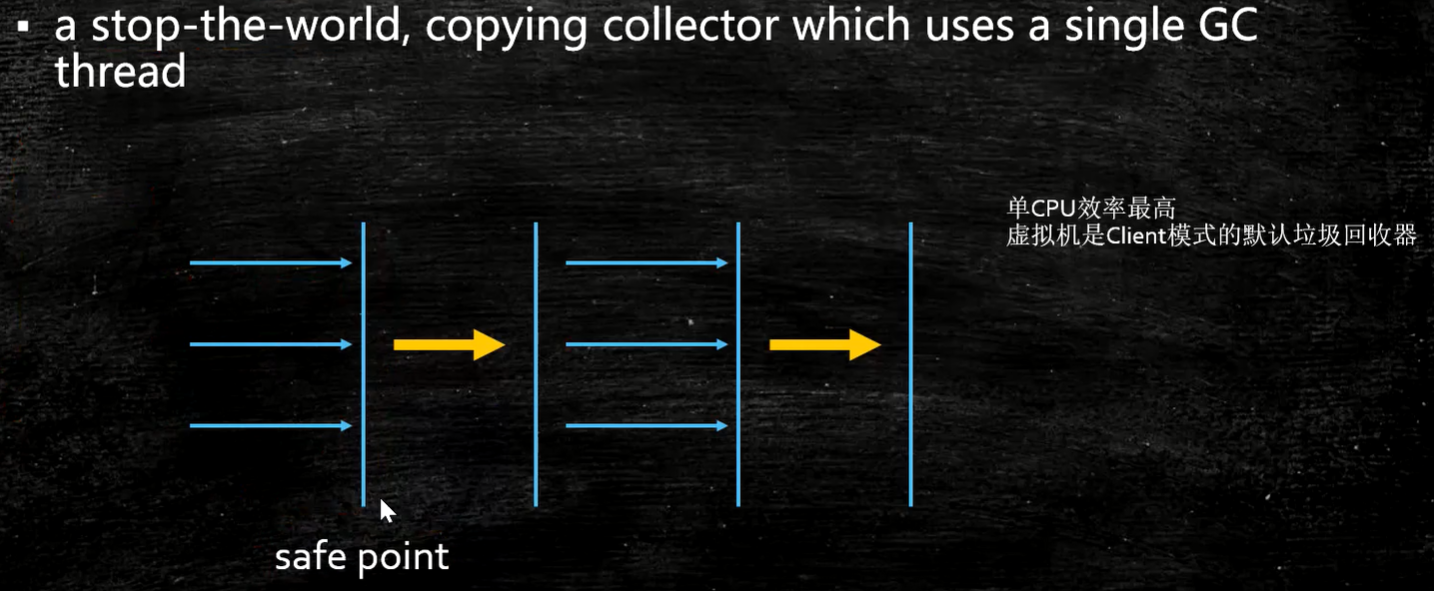 ▪ a stop-the-world, copying collector which uses a single GC
thread
单CPU效率最高
虚拟机是Client模式的默认垃圾回收器
safe point